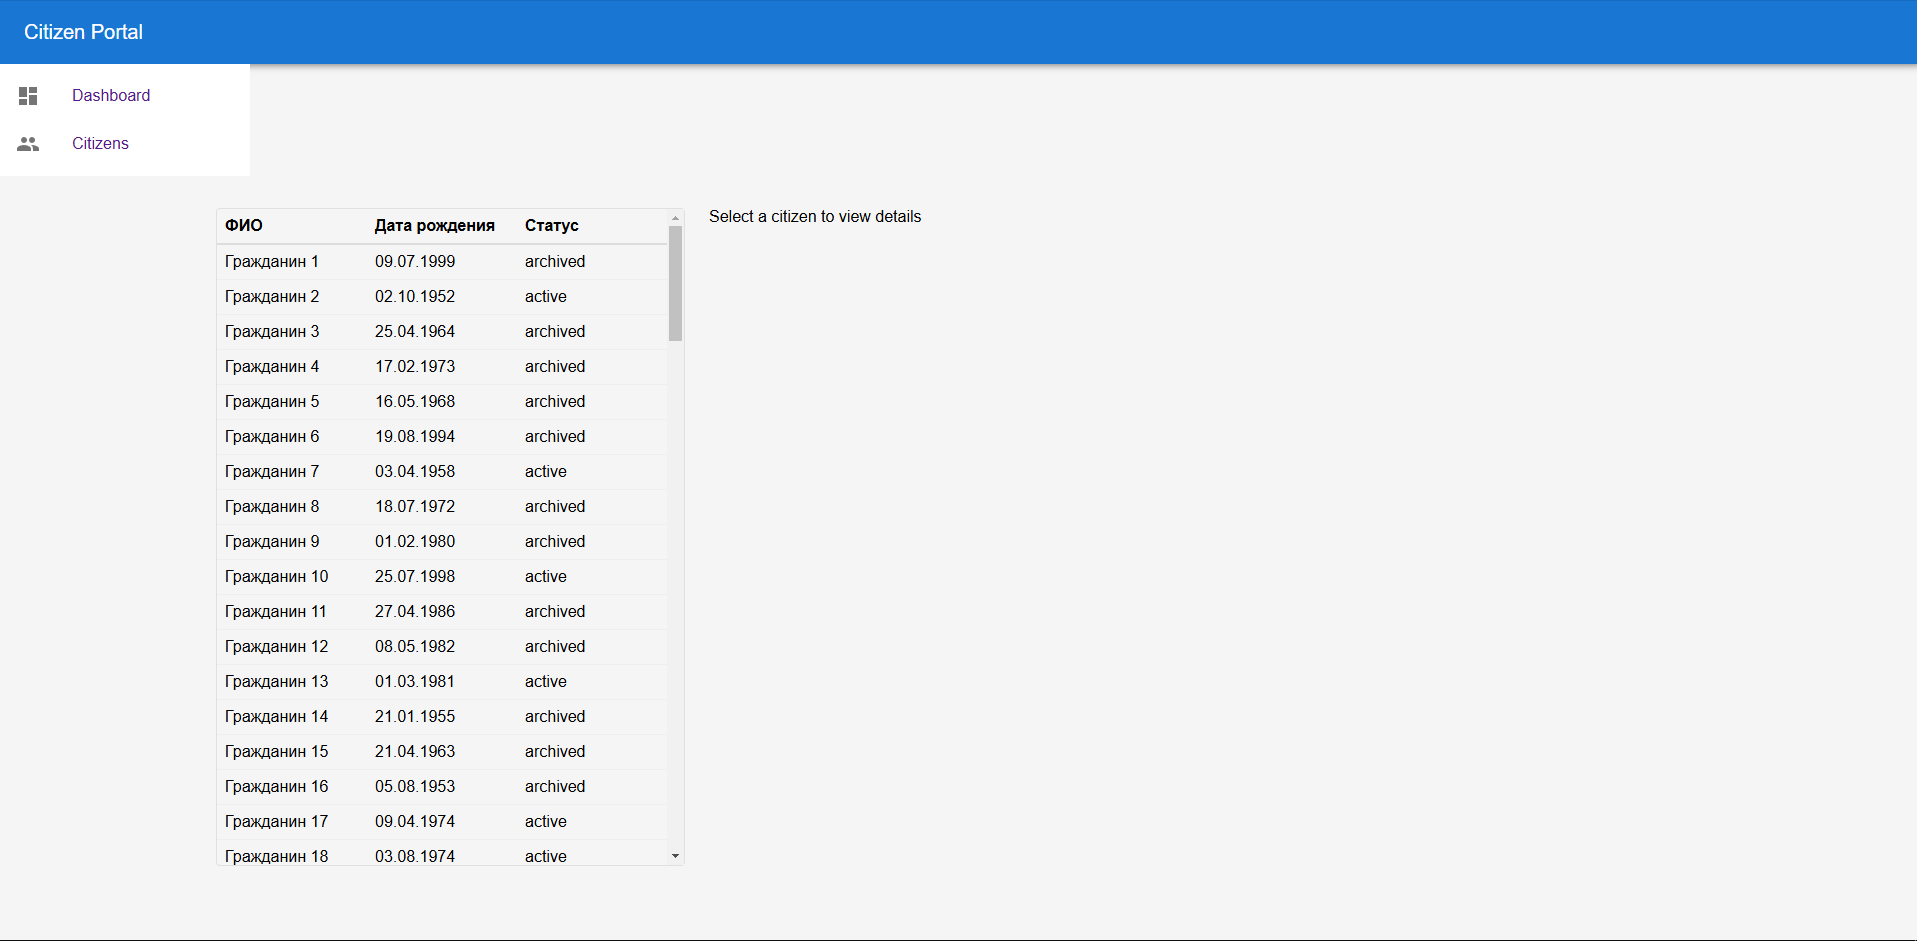 Citizen Portal
Dashboard
Citizens
ФИО Дата рождения Статус
Select a citizen to view details
Гражданин 1 09.07.1999 archived
Гражданин 2 02.10.1952 active
Гражданин 3 25.04.1964 archived
Гражданин 4 17.02.1973 archived
Гражданин 5 16.05.1968 archived
Гражданин 6 19.08.1994 archived
Гражданин 7 03.04.1958 active
Гражданин 8 18.07.1972 archived
Гражданин 9 01.02.1980 archived
Гражданин 10 25.07.1998 active
Гражданин 11 27.04.1986 archived
Гражданин 12 08.05.1982 archived
Гражданин 13 01.03.1981 active
Гражданин 14 21.01.1955 archived
Гражданин 15 21.04.1963 archived
Гражданин 16 05.08.1953 archived
Гражданин 17 09.04.1974 active
Гражданин 18 03.08.1974 active